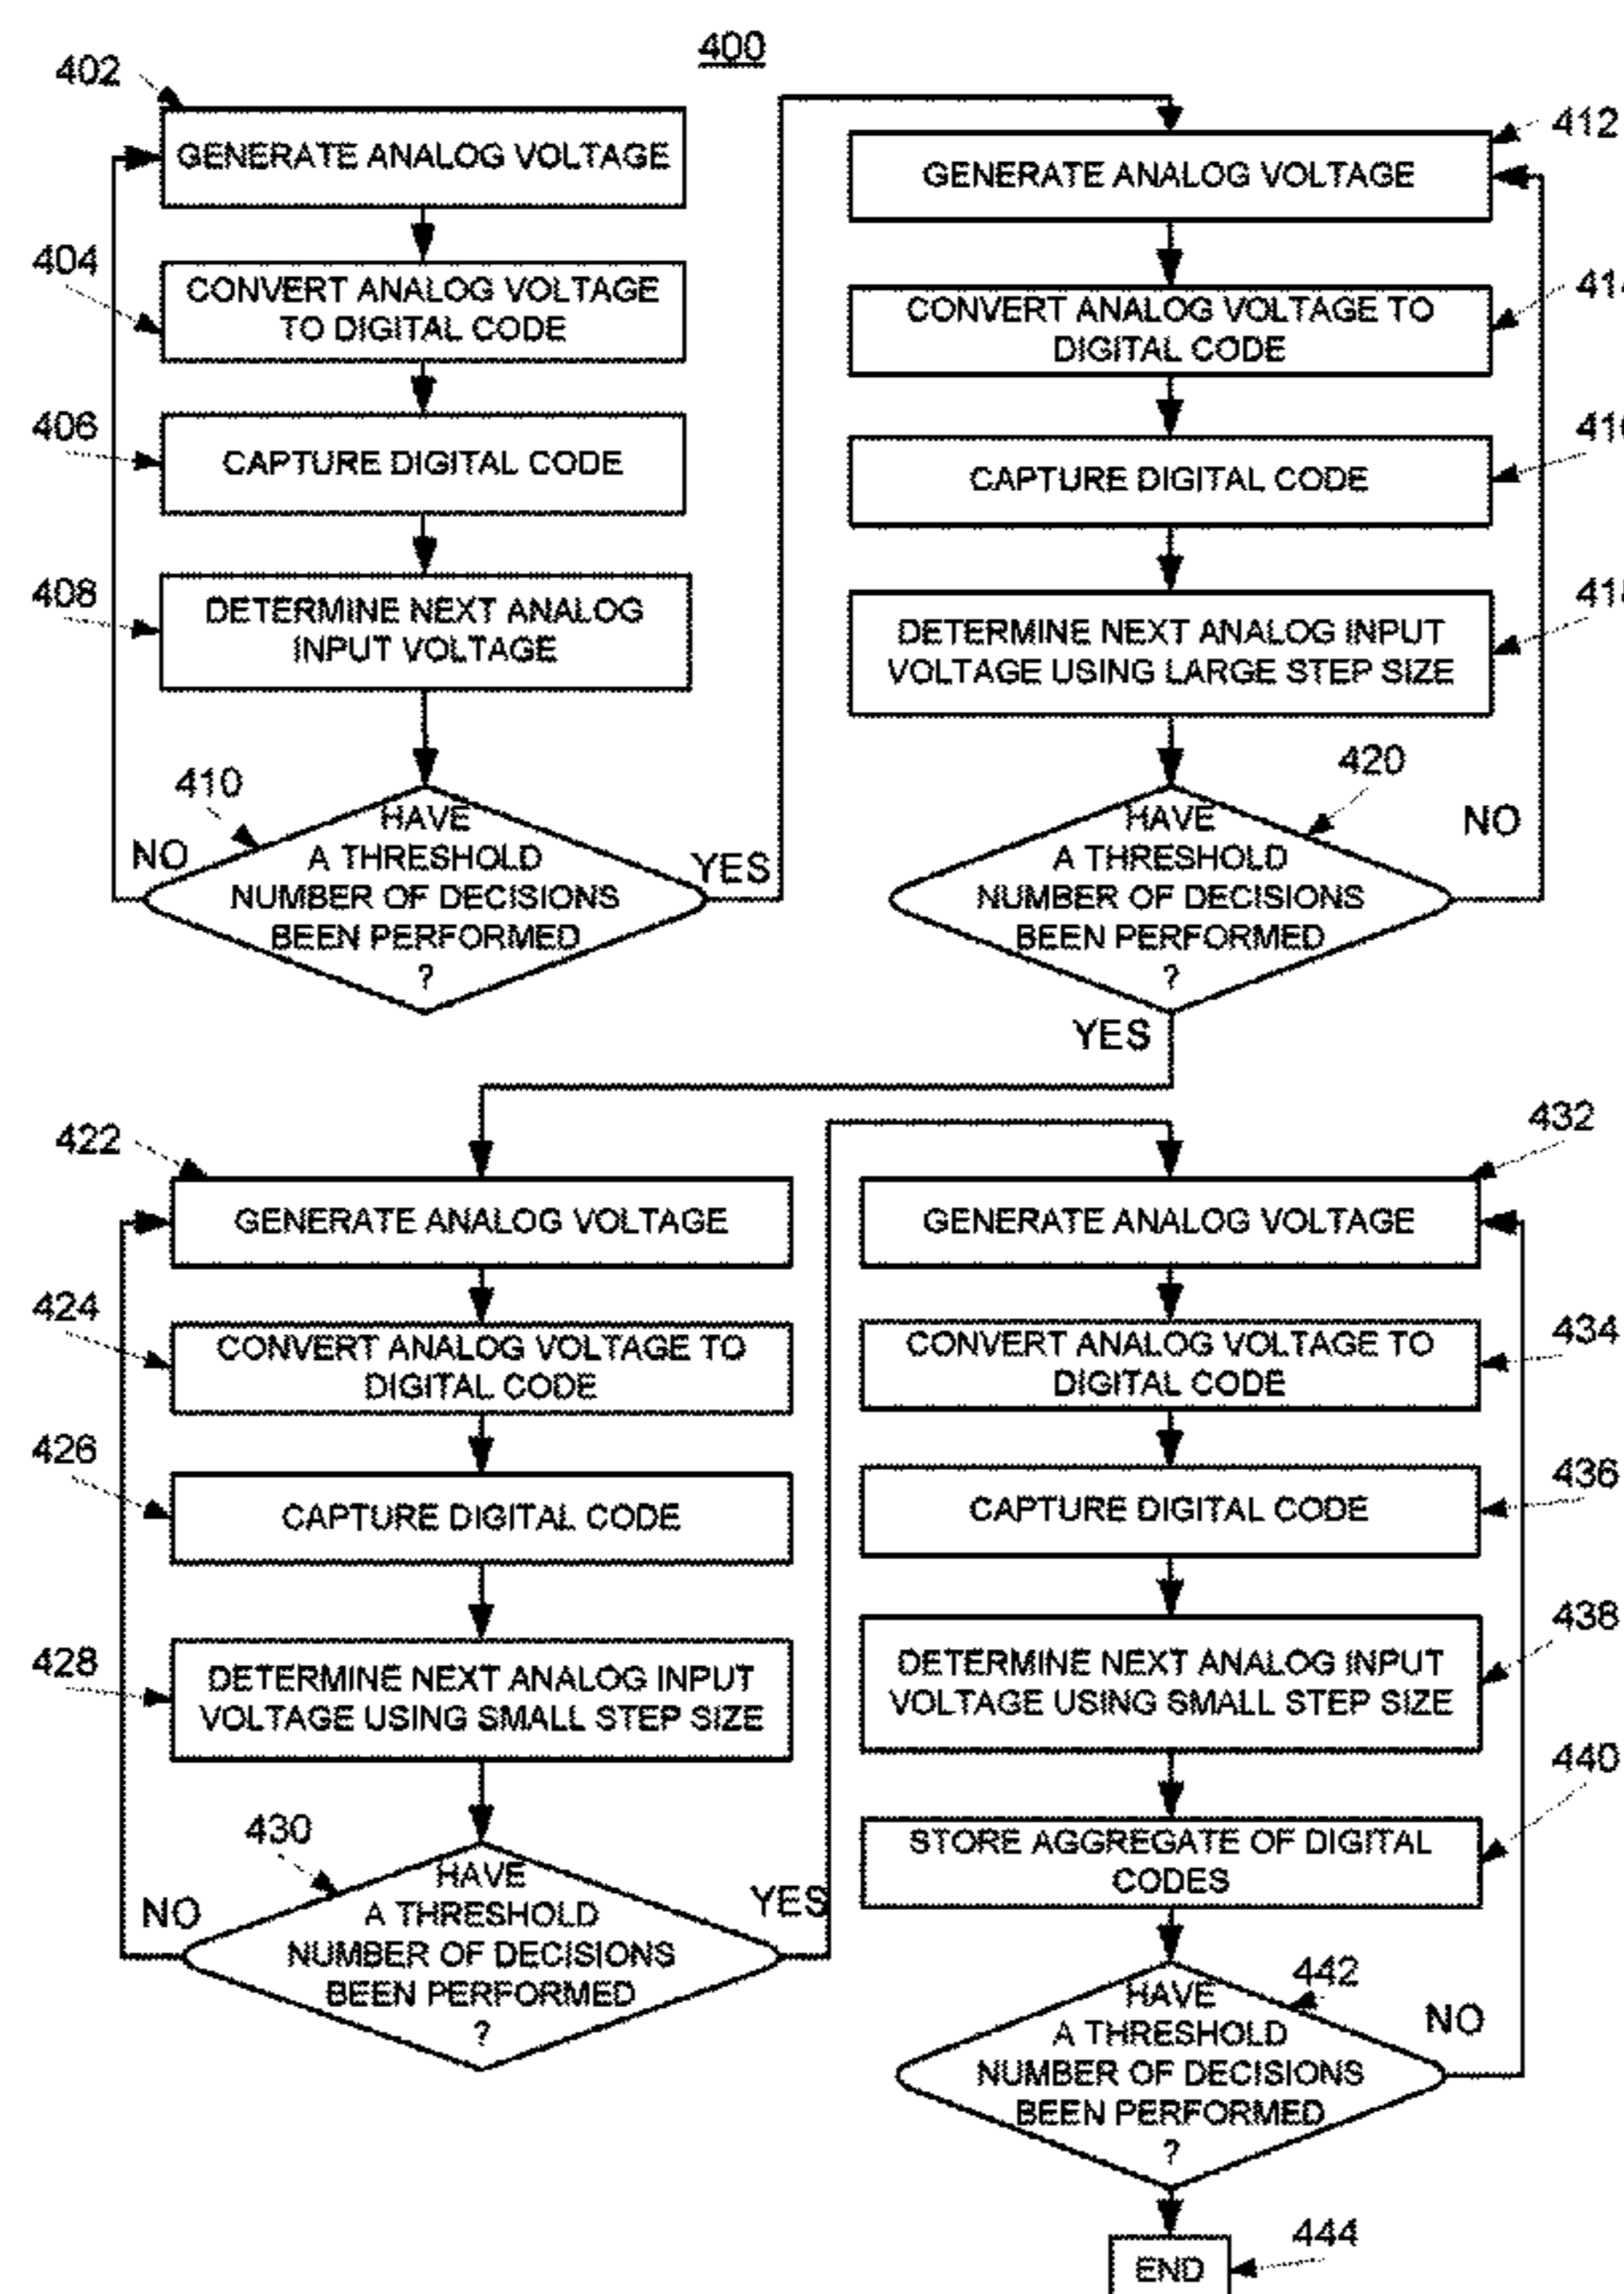 400
402
GENERATE ANALOG VOLTAGE
404
CONVERT ANALOG VOLTAGE
TO DIGITAL CODE
406
CAPTURE DIGITAL CODE
408
DETERMINE NEXT ANALOG
INPUT VOLTAGE
410
HAVE
A THRESHOLD
NUMBER OF DECISIONS
BEEN PERFORMED
?
NO
YES
412
GENERATE ANALOG VOLTAGE
CONVERT ANALOG VOLTAGE TO
DIGITAL CODE
CAPTURE DIGITAL CODE
DETERMINE NEXT ANALOG INPUT
VOLTAGE USING LARGE STEP SIZE
420
HAVE
A THRESHOLD
NUMBER OF DECISIONS
BEEN PERFORMED
?
NO
YES
422
GENERATE ANALOG VOLTAGE
424
CONVERT ANALOG VOLTAGE TO
DIGITAL CODE
426
CAPTURE DIGITAL CODE
428
DETERMINE NEXT ANALOG INPUT
VOLTAGE USING SMALL STEP SIZE
430
HAVE
A THRESHOLD
NUMBER OF DECISIONS
BEEN PERFORMED
?
NO
YES
432
GENERATE ANALOG VOLTAGE
434
CONVERT ANALOG VOLTAGE TO
DIGITAL CODE
436
CAPTURE DIGITAL CODE
438
DETERMINE NEXT ANALOG INPUT
VOLTAGE USING SMALL STEP SIZE
440
STORE AGGREGATE OF DIGITAL
CODES
442
HAVE
A THRESHOLD
NUMBER OF DECISIONS
BEEN PERFORMED
?
NO
444
END